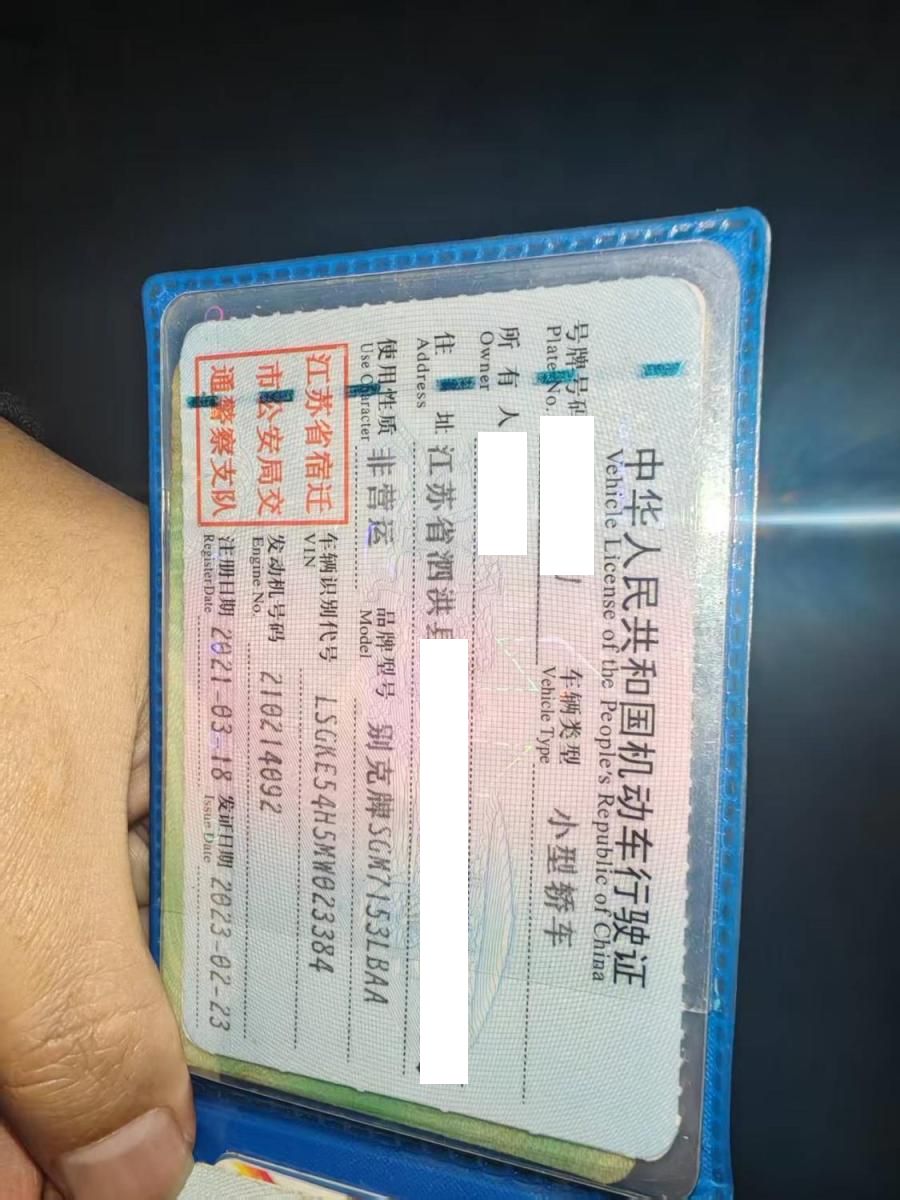 中华人民共和国机动车行驶证
Vehicle License of the People's Republic of China
号牌号码 车辆类型 小型轿车
Plate No. Vehicle Type
所有人
Owner
住址 江苏省泗洪县
Address
使用性质 非营运 品牌型号 别克牌SGM7153LBAA
Use Character Model
江苏省宿迁
市公安局交
通警察支队
车辆识别代号 LSGKE54H5MW023384
VIN
发动机号码 210214092
Engine No.
注册日期 2021-03-18 发证日期 2023-02-23
Register Date Issue Date